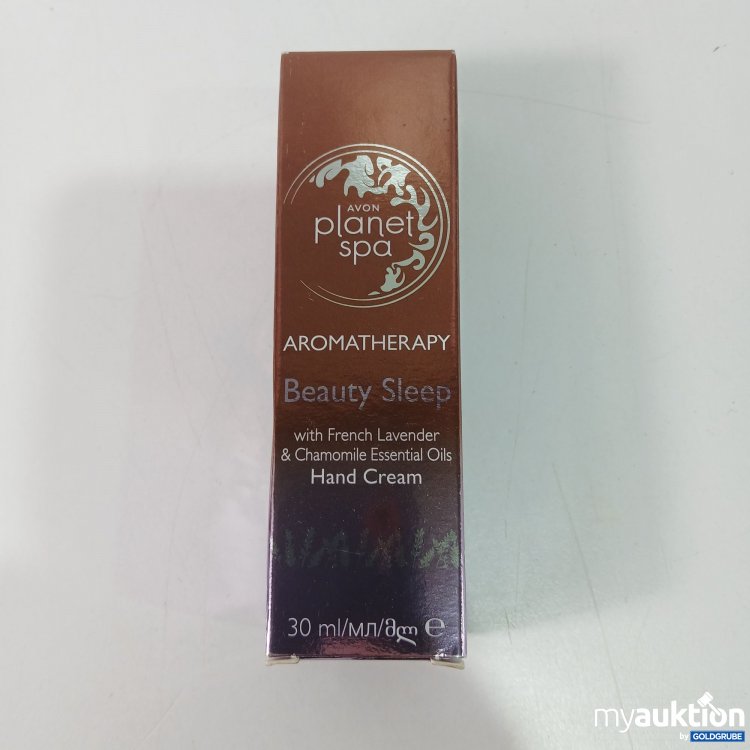 AVON
planet
spa
AROMATHERAPY
Beauty Sleep
with French Lavender
& Chamomile Essential Oils
Hand Cream
30 ml/мл/მლ ℮
myauktion
by GOLDGRUBE